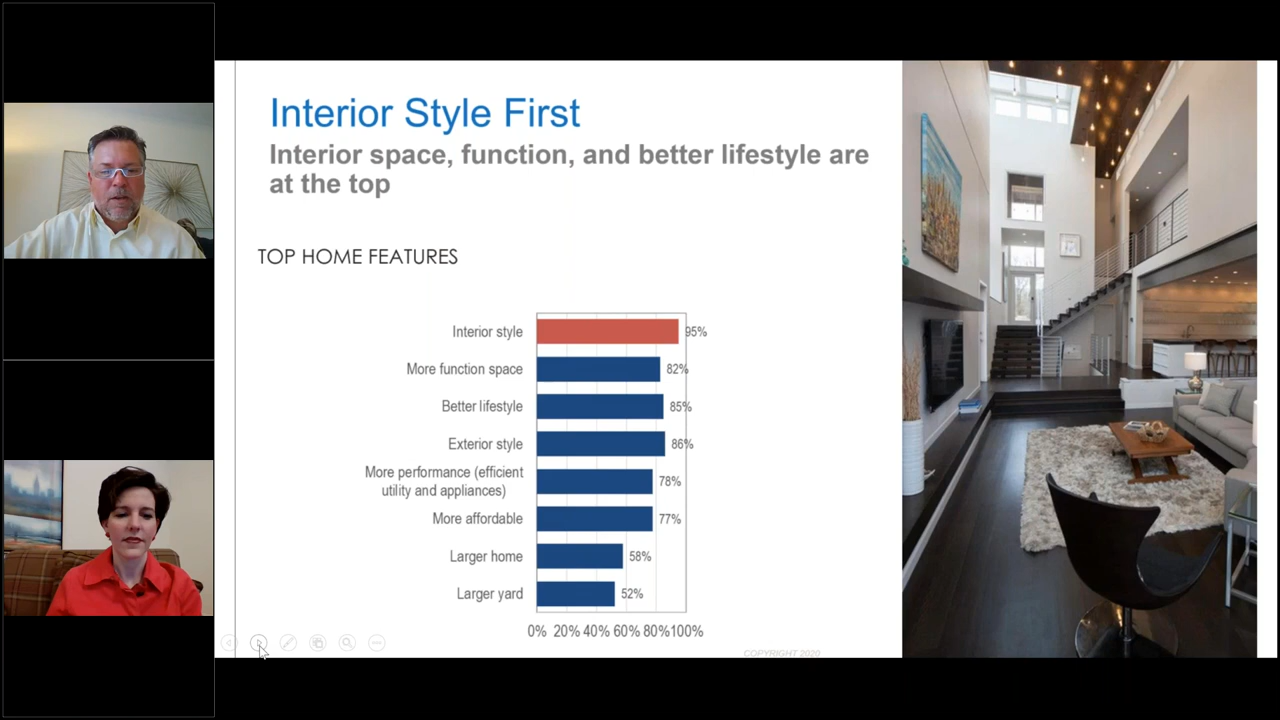 Interior Style First
Interior space, function, and better lifestyle are
at the top
TOP HOME FEATURES
Interior style 95%
More function space 82%
Better lifestyle 85%
Exterior style 86%
More performance (efficient
utility and appliances) 78%
More affordable 77%
Larger home 58%
Larger yard 52%
0% 20% 40% 60% 80% 100%
COPYRIGHT 2020